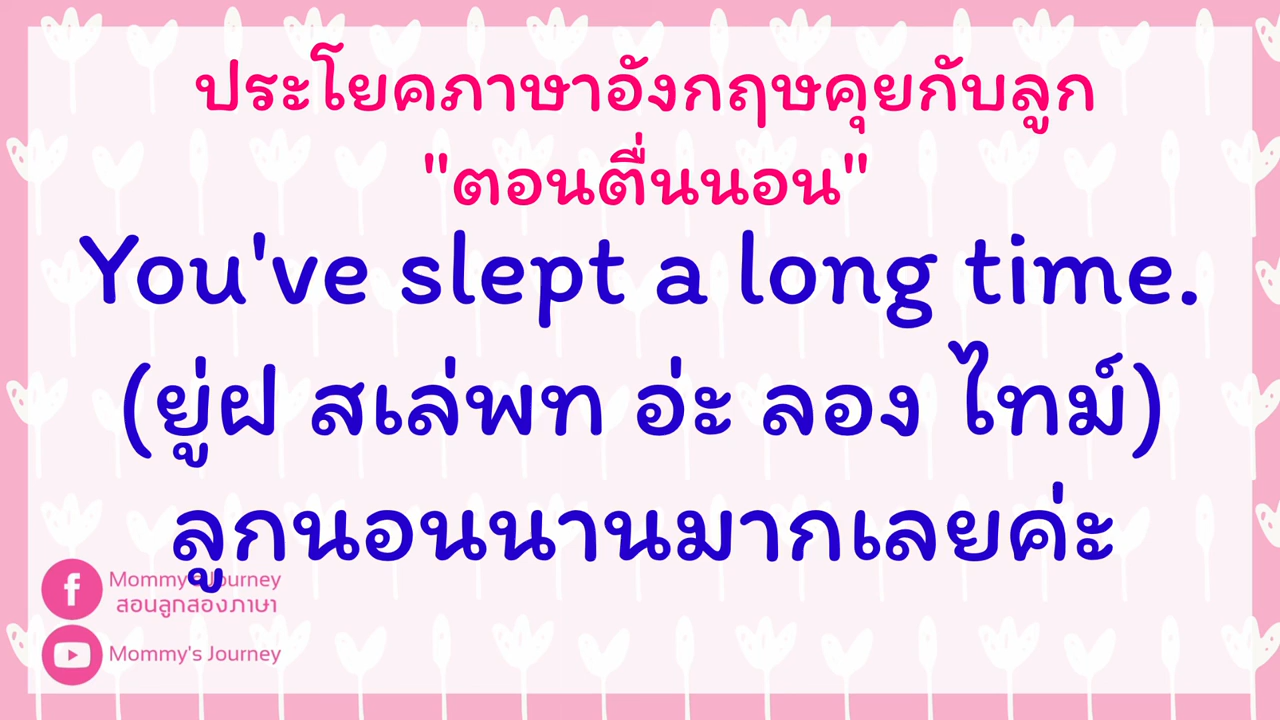 ประโยคภาษาอังกฤษคุยกับลูก
"ตอนตื่นนอน"
You've slept a long time.
(ยู่ฝ สเล่พท อ่ะ ลอง ไทม์)
ลูกนอนนานมากเลยค่ะ
Mommy's Journey
สอนลูกสองภาษา
Mommy's Journey